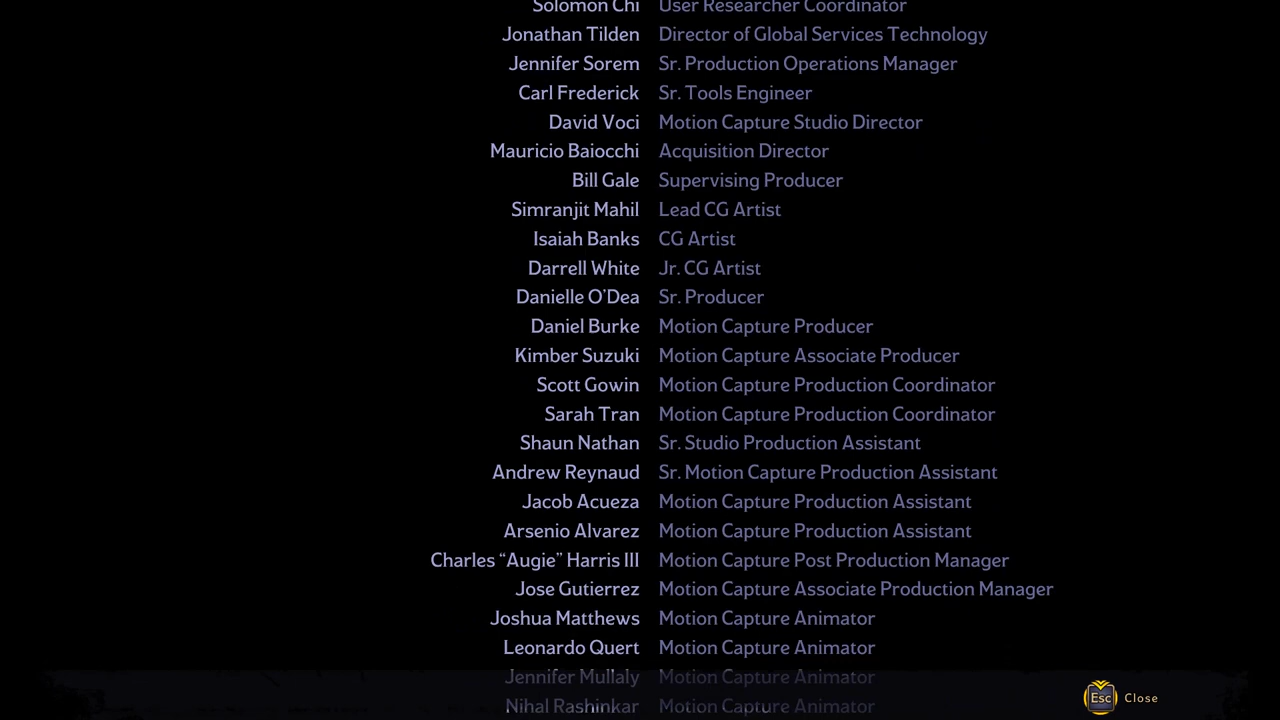 Solomon Chi User Researcher Coordinator
Jonathan Tilden Director of Global Services Technology
Jennifer Sorem Sr. Production Operations Manager
Carl Frederick Sr. Tools Engineer
David Voci Motion Capture Studio Director
Mauricio Baiocchi Acquisition Director
Bill Gale Supervising Producer
Simranjit Mahil Lead CG Artist
Isaiah Banks CG Artist
Darrell White Jr. CG Artist
Danielle O’Dea Sr. Producer
Daniel Burke Motion Capture Producer
Kimber Suzuki Motion Capture Associate Producer
Scott Gowin Motion Capture Production Coordinator
Sarah Tran Motion Capture Production Coordinator
Shaun Nathan Sr. Studio Production Assistant
Andrew Reynaud Sr. Motion Capture Production Assistant
Jacob Acueza Motion Capture Production Assistant
Arsenio Alvarez Motion Capture Production Assistant
Charles “Augie” Harris III Motion Capture Post Production Manager
Jose Gutierrez Motion Capture Associate Production Manager
Joshua Matthews Motion Capture Animator
Leonardo Quert Motion Capture Animator
Jennifer Mullaly Motion Capture Animator
Nihal Rashinkar Motion Capture Animator
Esc Close